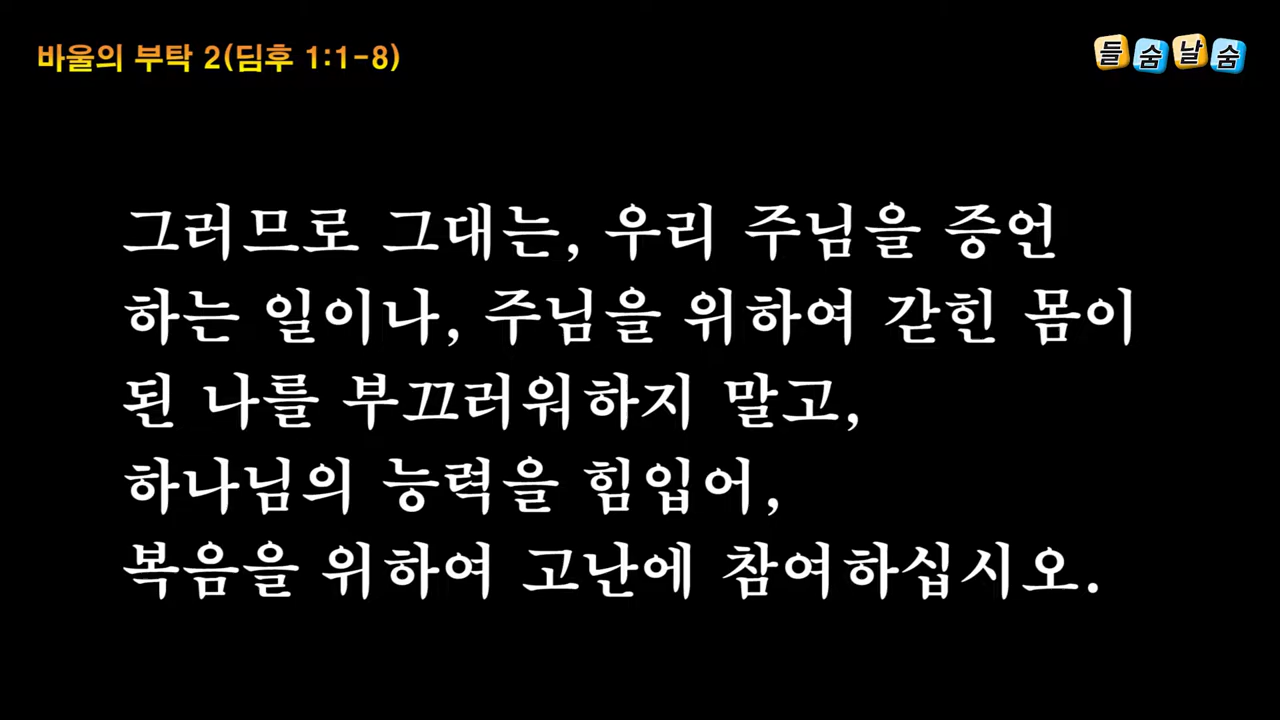 바울의 부탁 2(딤후 1:1-8)
들숨날숨
그러므로 그대는, 우리 주님을 증언
하는 일이나, 주님을 위하여 갇힌 몸이
된 나를 부끄러워하지 말고,
하나님의 능력을 힘입어,
복음을 위하여 고난에 참여하십시오.